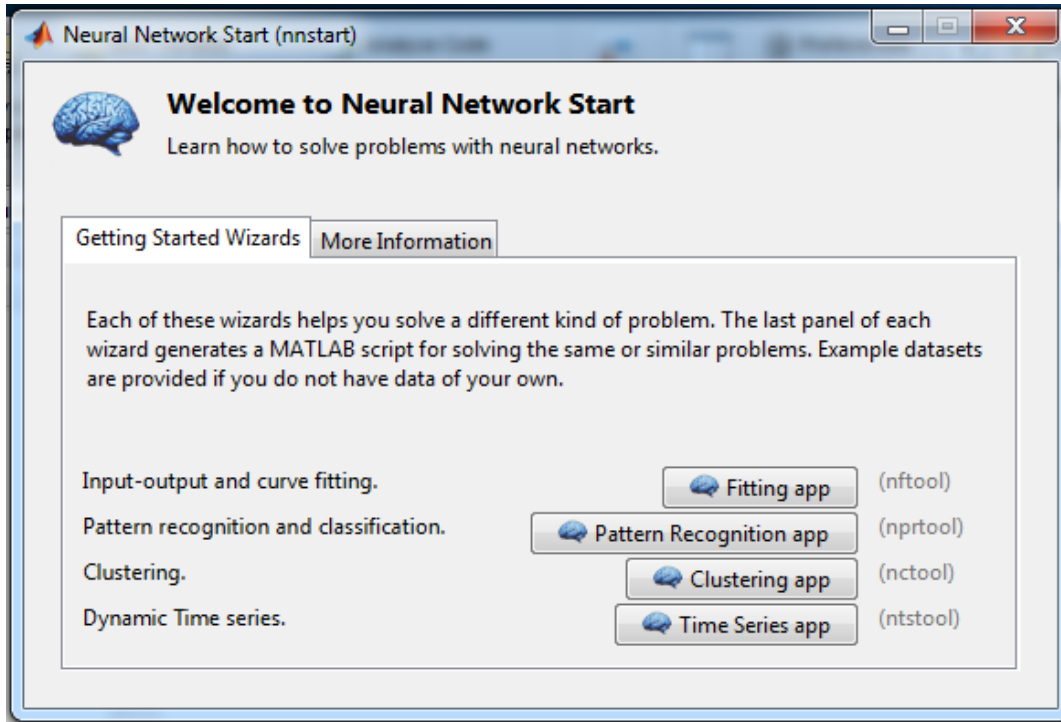 Neural Network Start (nnstart)
Welcome to Neural Network Start
Learn how to solve problems with neural networks.
Getting Started Wizards
More Information
Each of these wizards helps you solve a different kind of problem. The last panel of each
wizard generates a MATLAB script for solving the same or similar problems. Example datasets
are provided if you do not have data of your own.
Input-output and curve fitting. Fitting app (nftool)
Pattern recognition and classification. Pattern Recognition app (nprtool)
Clustering. Clustering app (nctool)
Dynamic Time series. Time Series app (ntstool)